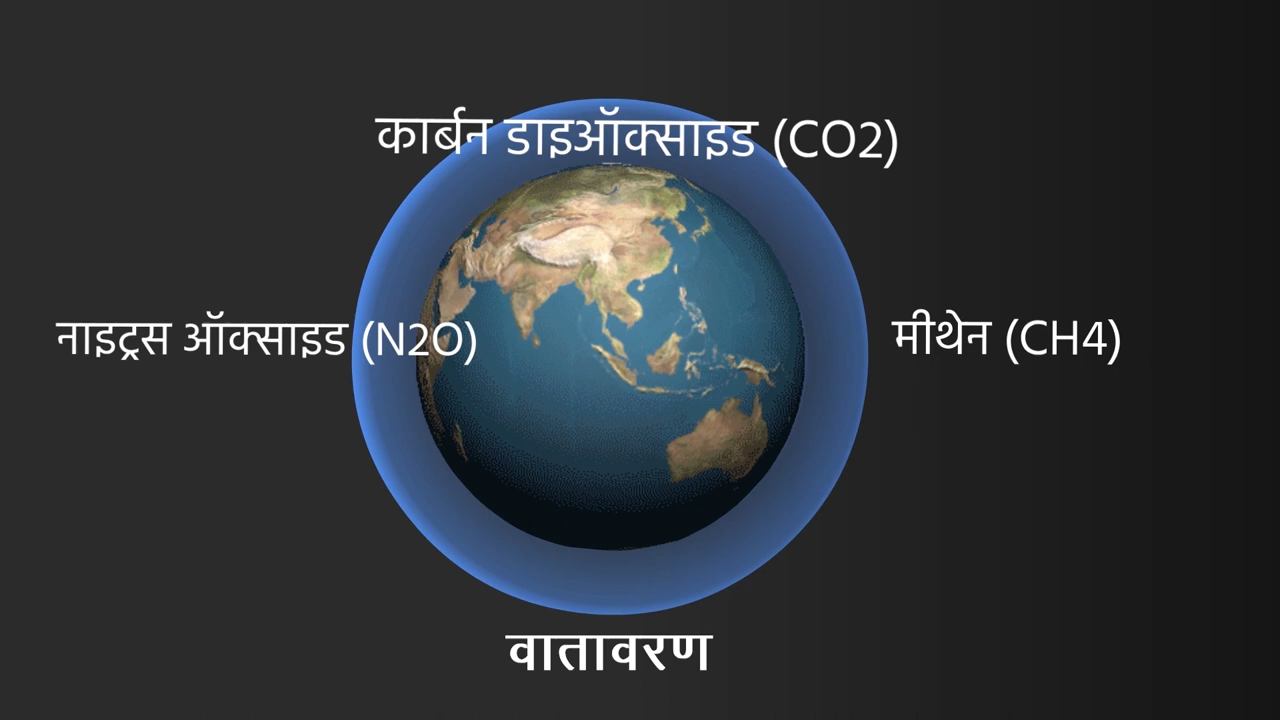 कार्बन डाइऑक्साइड (CO2)
नाइट्रस ऑक्साइड (N2O)
मीथेन (CH4)
वातावरण